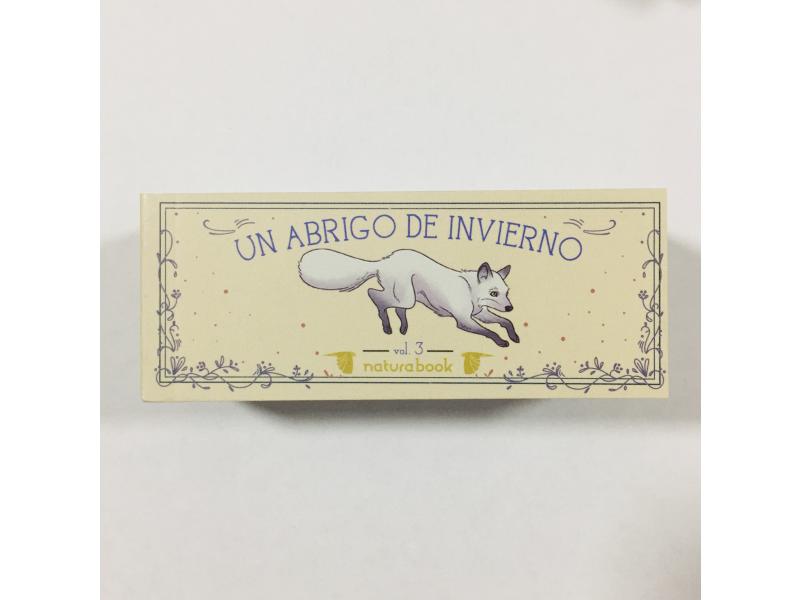 UN ABRIGO DE INVIERNO
vol. 3
naturabook